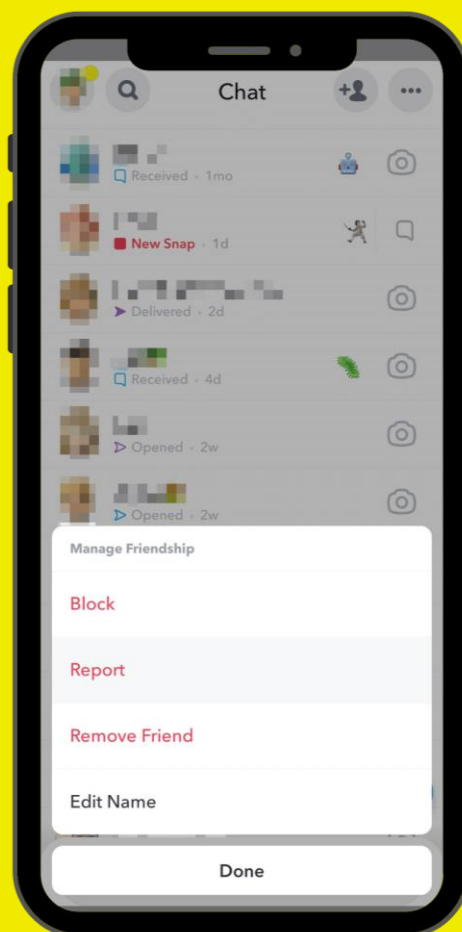 Chat
Received · 1mo
New Snap · 1d
Delivered · 2d
Received · 4d
Opened · 2w
Opened · 2w
Manage Friendship
Block
Report
Remove Friend
Edit Name
Done